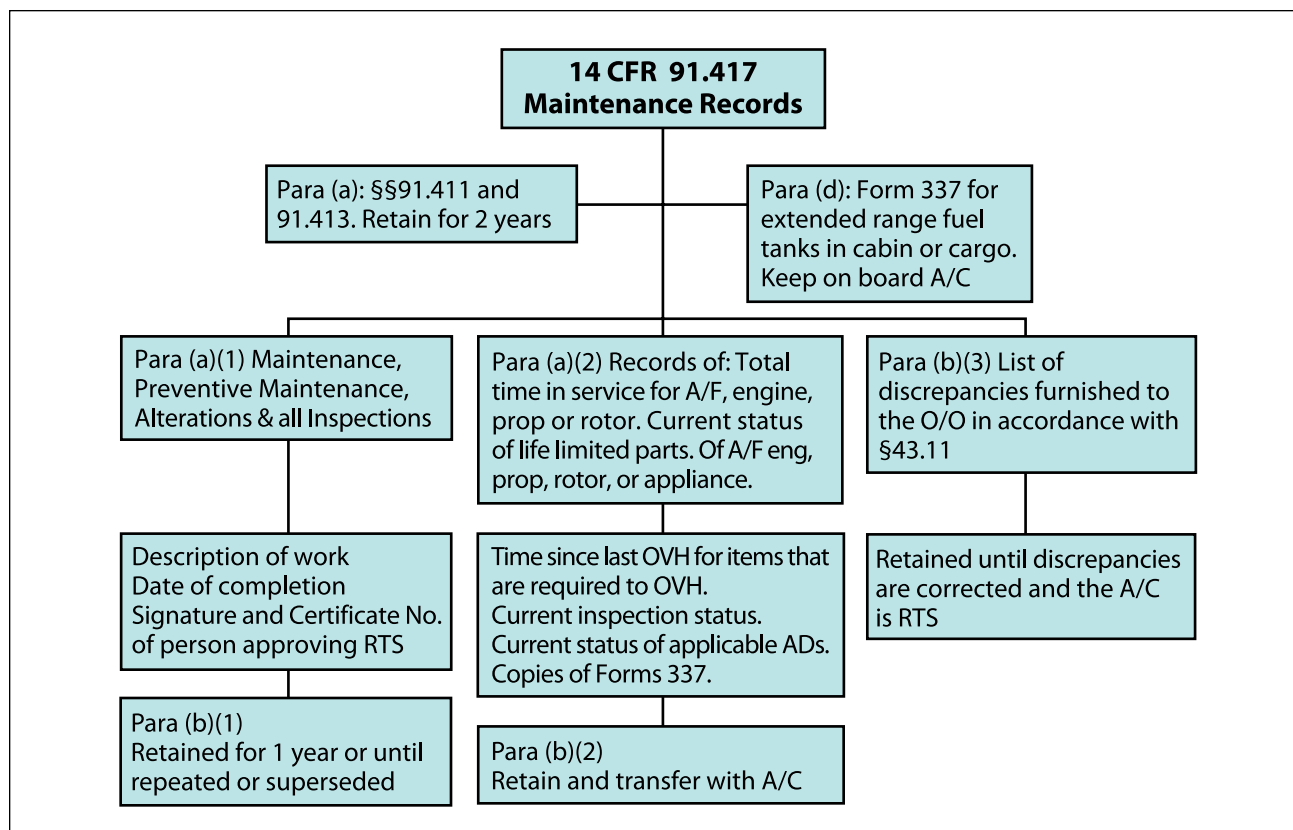 14 CFR 91.417
Maintenance Records
Para (a): §§91.411 and
91.413. Retain for 2 years
Para (d): Form 337 for
extended range fuel
tanks in cabin or cargo.
Keep on board A/C
Para (a)(1) Maintenance,
Preventive Maintenance,
Alterations & all Inspections
Description of work
Date of completion
Signature and Certificate No.
of person approving RTS
Para (b)(1)
Retained for 1 year or until
repeated or superseded
Para (a)(2) Records of: Total
time in service for A/F, engine,
prop or rotor. Current status
of life limited parts. Of A/F eng,
prop, rotor, or appliance.
Time since last OVH for items that
are required to OVH.
Current inspection status.
Current status of applicable ADs.
Copies of Forms 337.
Para (b)(2)
Retain and transfer with A/C
Para (b)(3) List of
discrepancies furnished to
the O/O in accordance with
§43.11
Retained until discrepancies
are corrected and the A/C
is RTS